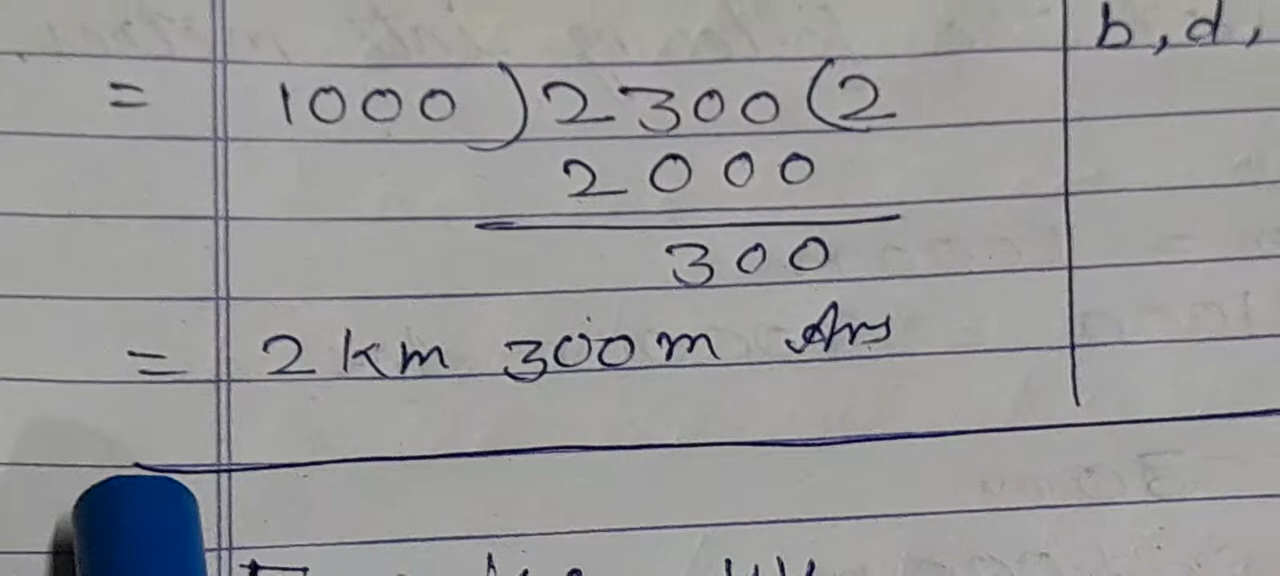 b, d,
= 1000 ) 2300 ( 2
2000
300
= 2 km 300 m Ans